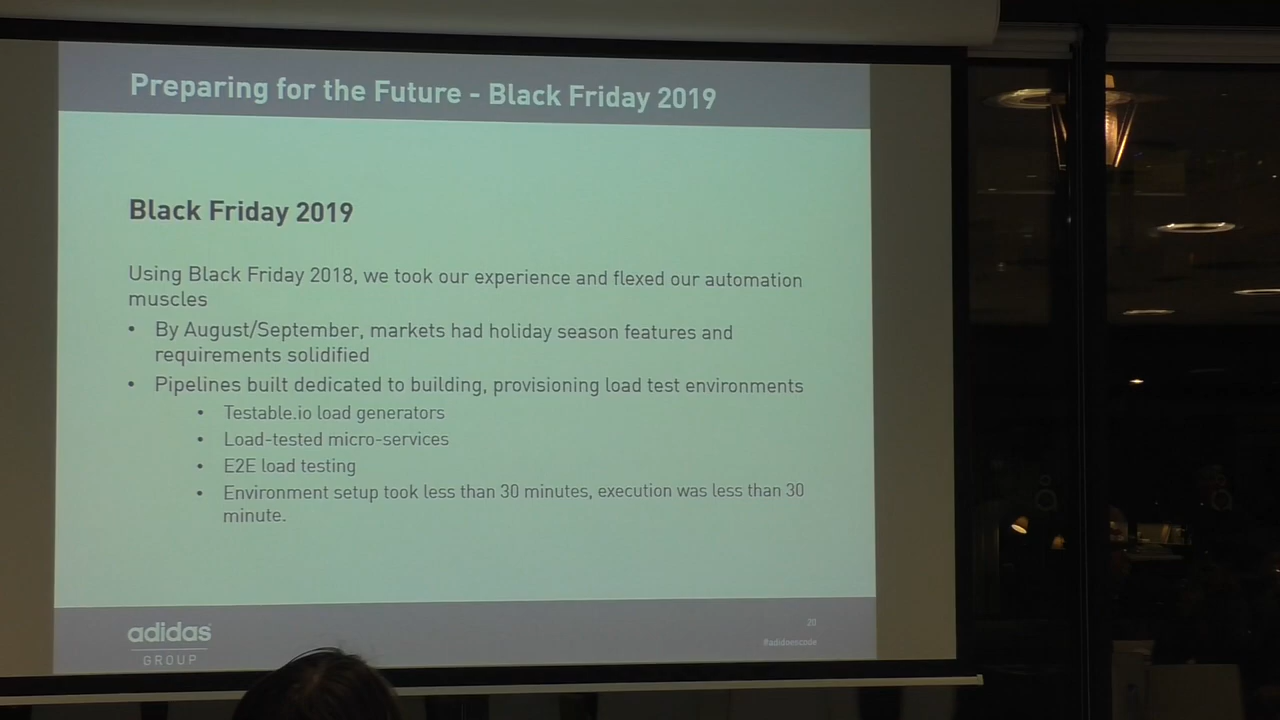 Preparing for the Future - Black Friday 2019
Black Friday 2019
Using Black Friday 2018, we took our experience and flexed our automation
muscles
• By August/September, markets had holiday season features and
requirements solidified
• Pipelines built dedicated to building, provisioning load test environments
• Testable.io load generators
• Load-tested micro-services
• E2E load testing
• Environment setup took less than 30 minutes, execution was less than 30
minute.
adidas
GROUP
20
#adidoescode